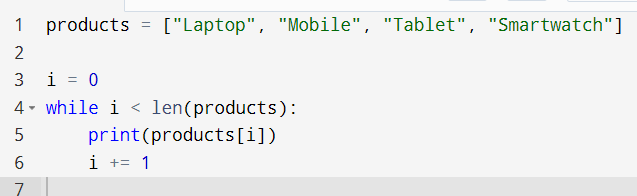 1 products = ["Laptop", "Mobile", "Tablet", "Smartwatch"]
2
3 i = 0
4 while i < len(products):
5     print(products[i])
6     i += 1
7